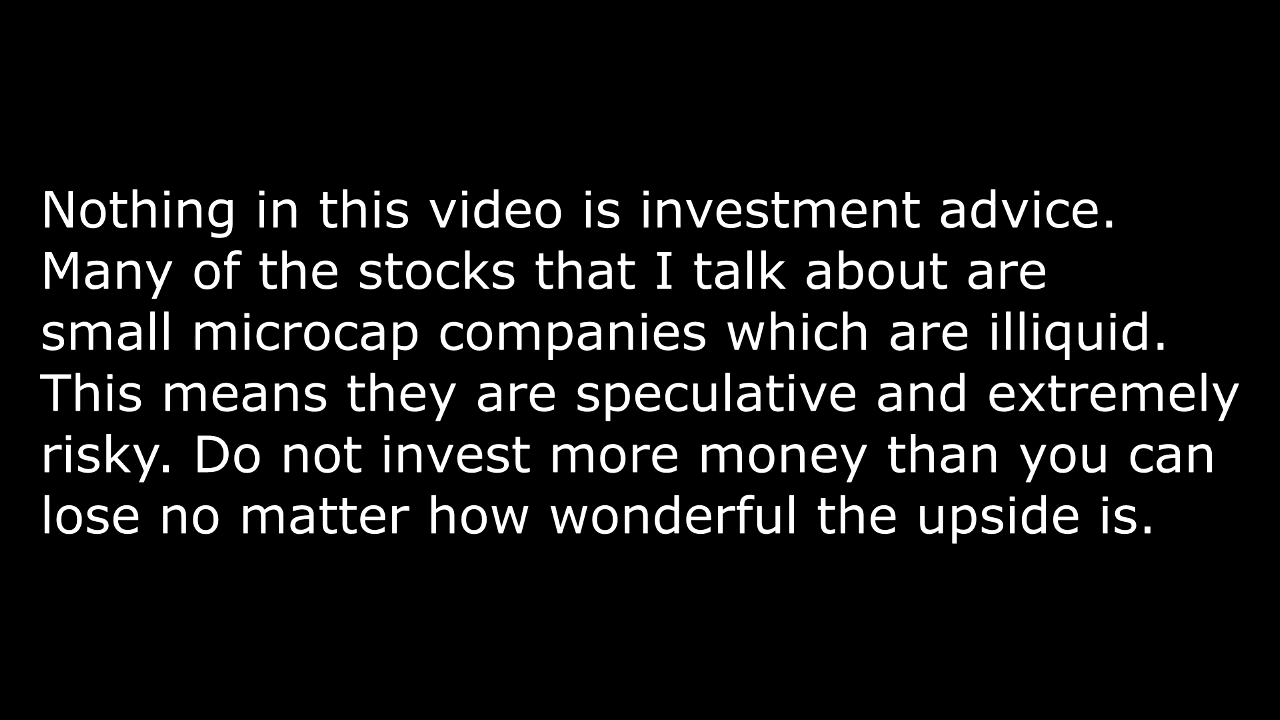 Nothing in this video is investment advice.
Many of the stocks that I talk about are
small microcap companies which are illiquid.
This means they are speculative and extremely
risky. Do not invest more money than you can
lose no matter how wonderful the upside is.